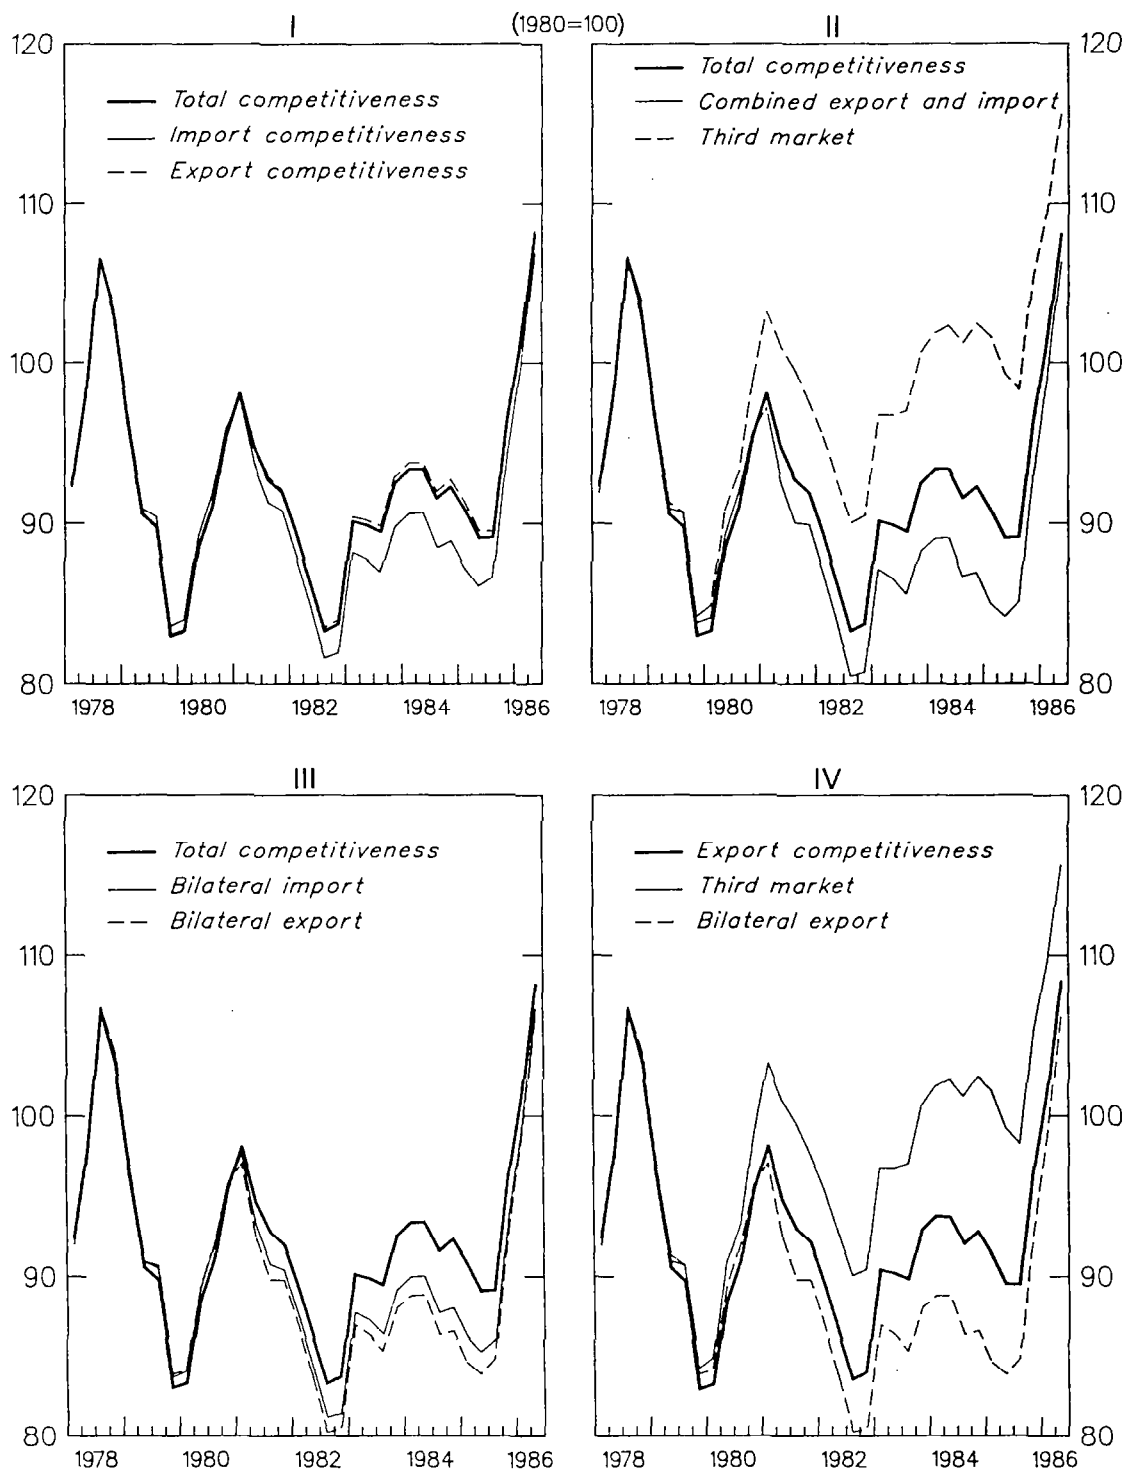 I (1980=100) II
120
120
Total competitiveness
Import competitiveness
Export competitiveness
Total competitiveness
Combined export and import
Third market
110
110
100
100
90
90
80
80
1978 1980 1982 1984 1986
1978 1980 1982 1984 1986
III IV
120
120
Total competitiveness
Bilateral import
Bilateral export
Export competitiveness
Third market
Bilateral export
110
110
100
100
90
90
80
80
1978 1980 1982 1984 1986
1978 1980 1982 1984 1986